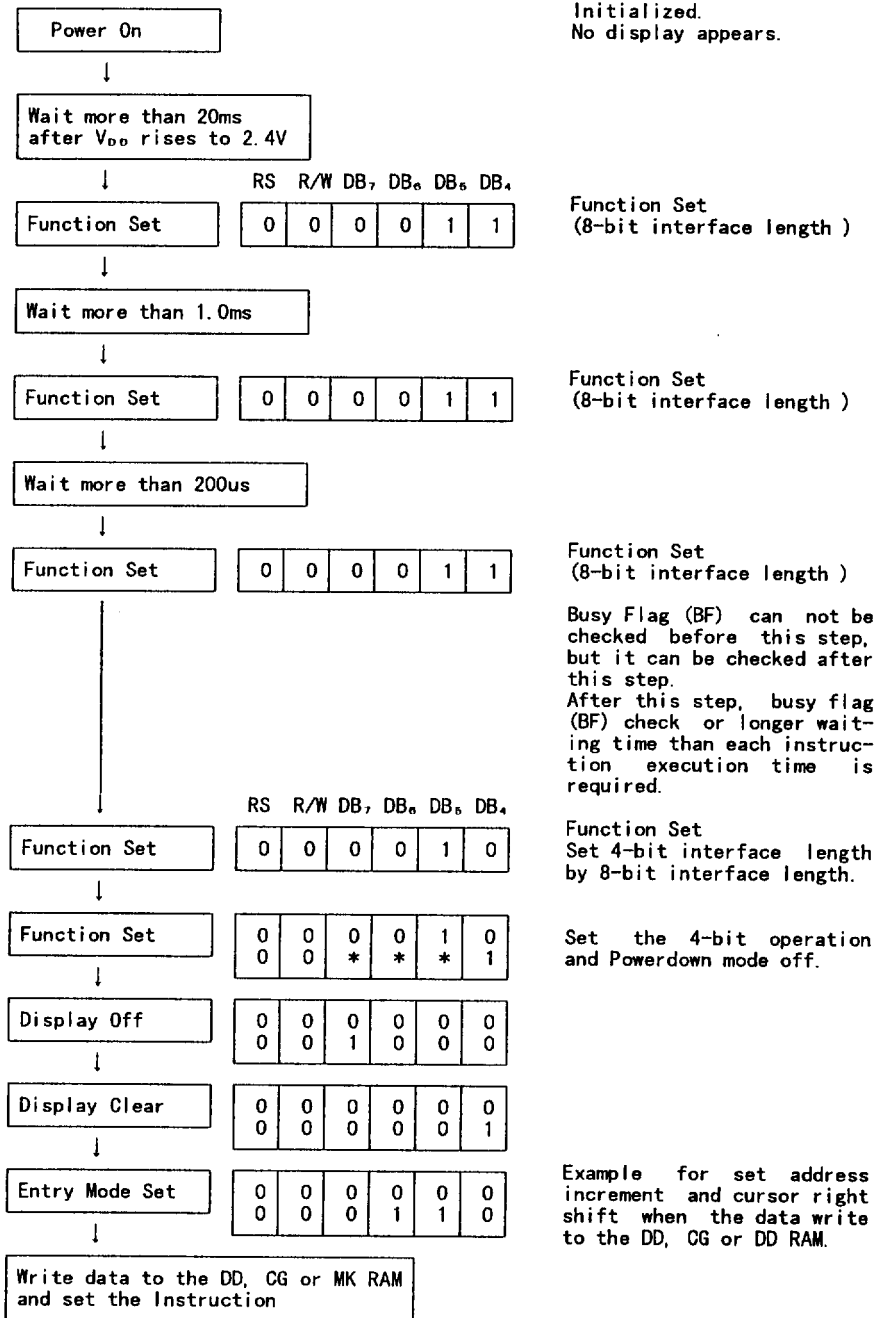 Initialized.
Power On
No display appears.
↓
Wait more than 20ms
after VDD rises to 2.4V
↓
RS R/W DB7 DB6 DB5 DB4
Function Set 0 0 0 0 1 1
Function Set
(8-bit interface length )
↓
Wait more than 1.0ms
↓
Function Set 0 0 0 0 1 1
Function Set
(8-bit interface length )
↓
Wait more than 200us
↓
Function Set 0 0 0 0 1 1
Function Set
(8-bit interface length )
Busy Flag (BF) can not be
checked before this step,
but it can be checked after
this step.
After this step, busy flag
(BF) check or longer wait-
ing time than each instruc-
tion execution time is
required.
↓
RS R/W DB7 DB6 DB5 DB4
Function Set 0 0 0 0 1 0
Function Set
Set 4-bit interface length
by 8-bit interface length.
↓
Function Set 0 0 0 0 1 0
0 0 * * * 1
Set the 4-bit operation
and Powerdown mode off.
↓
Display Off 0 0 0 0 0 0
0 0 1 0 0 0
↓
Display Clear 0 0 0 0 0 0
0 0 0 0 0 1
↓
Entry Mode Set 0 0 0 0 0 0
0 0 0 1 1 0
Example for set address
increment and cursor right
shift when the data write
to the DD, CG or DD RAM.
↓
Write data to the DD, CG or MK RAM
and set the Instruction